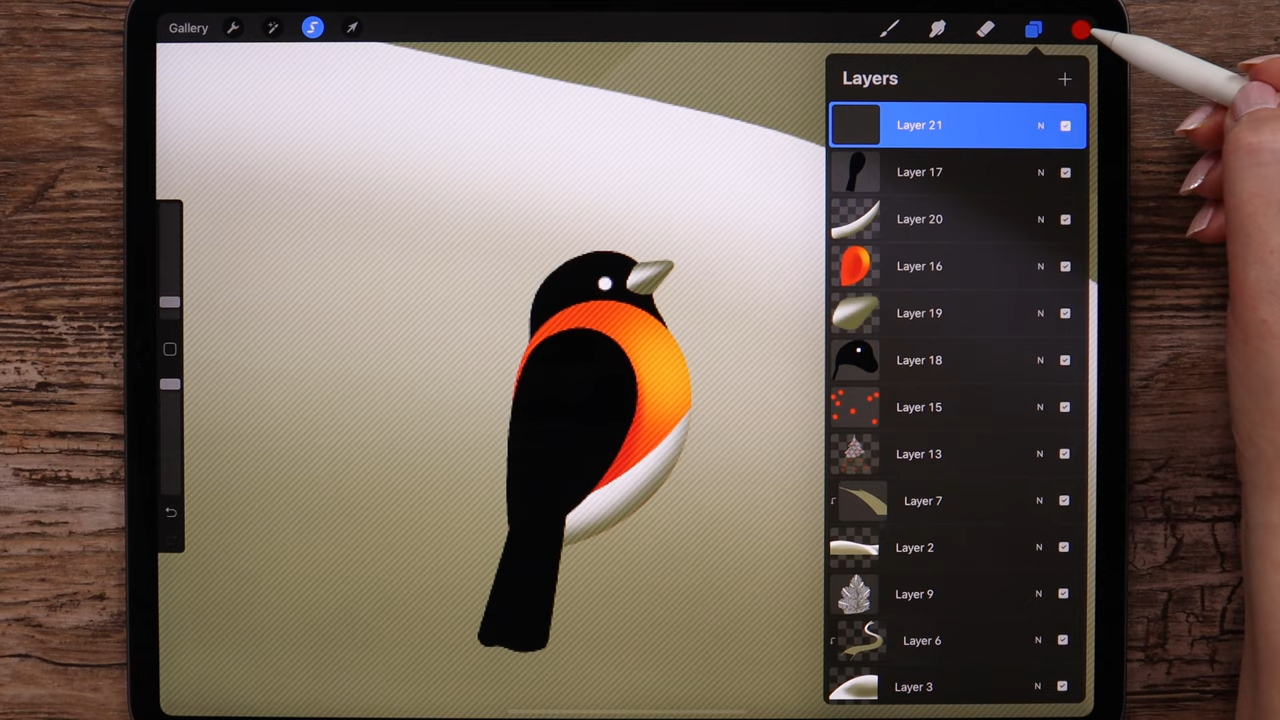 Gallery
Layers
Layer 21 N
Layer 17 N
Layer 20 N
Layer 16 N
Layer 19 N
Layer 18 N
Layer 15 N
Layer 13 N
Layer 7 N
Layer 2 N
Layer 9 N
Layer 6 N
Layer 3 N